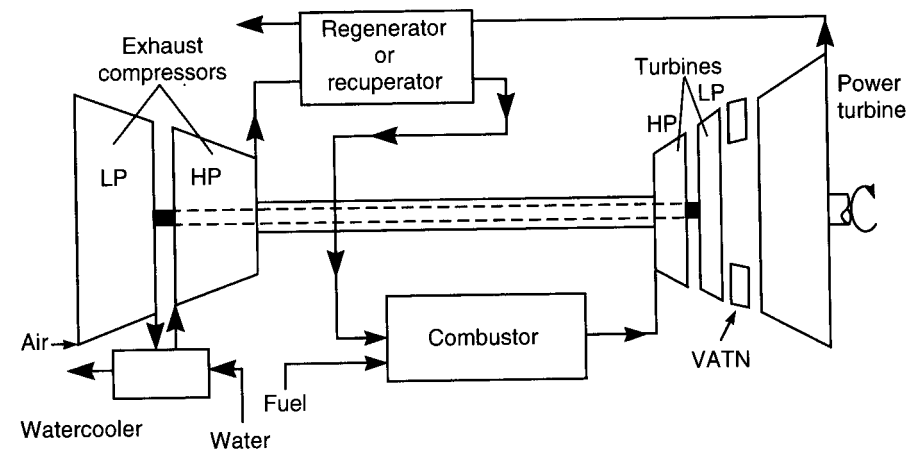 Regenerator
or
recuperator
Exhaust
compressors
Turbines
LP
HP
Power
turbine
LP
HP
Air
Combustor
VATN
Fuel
Watercooler
Water